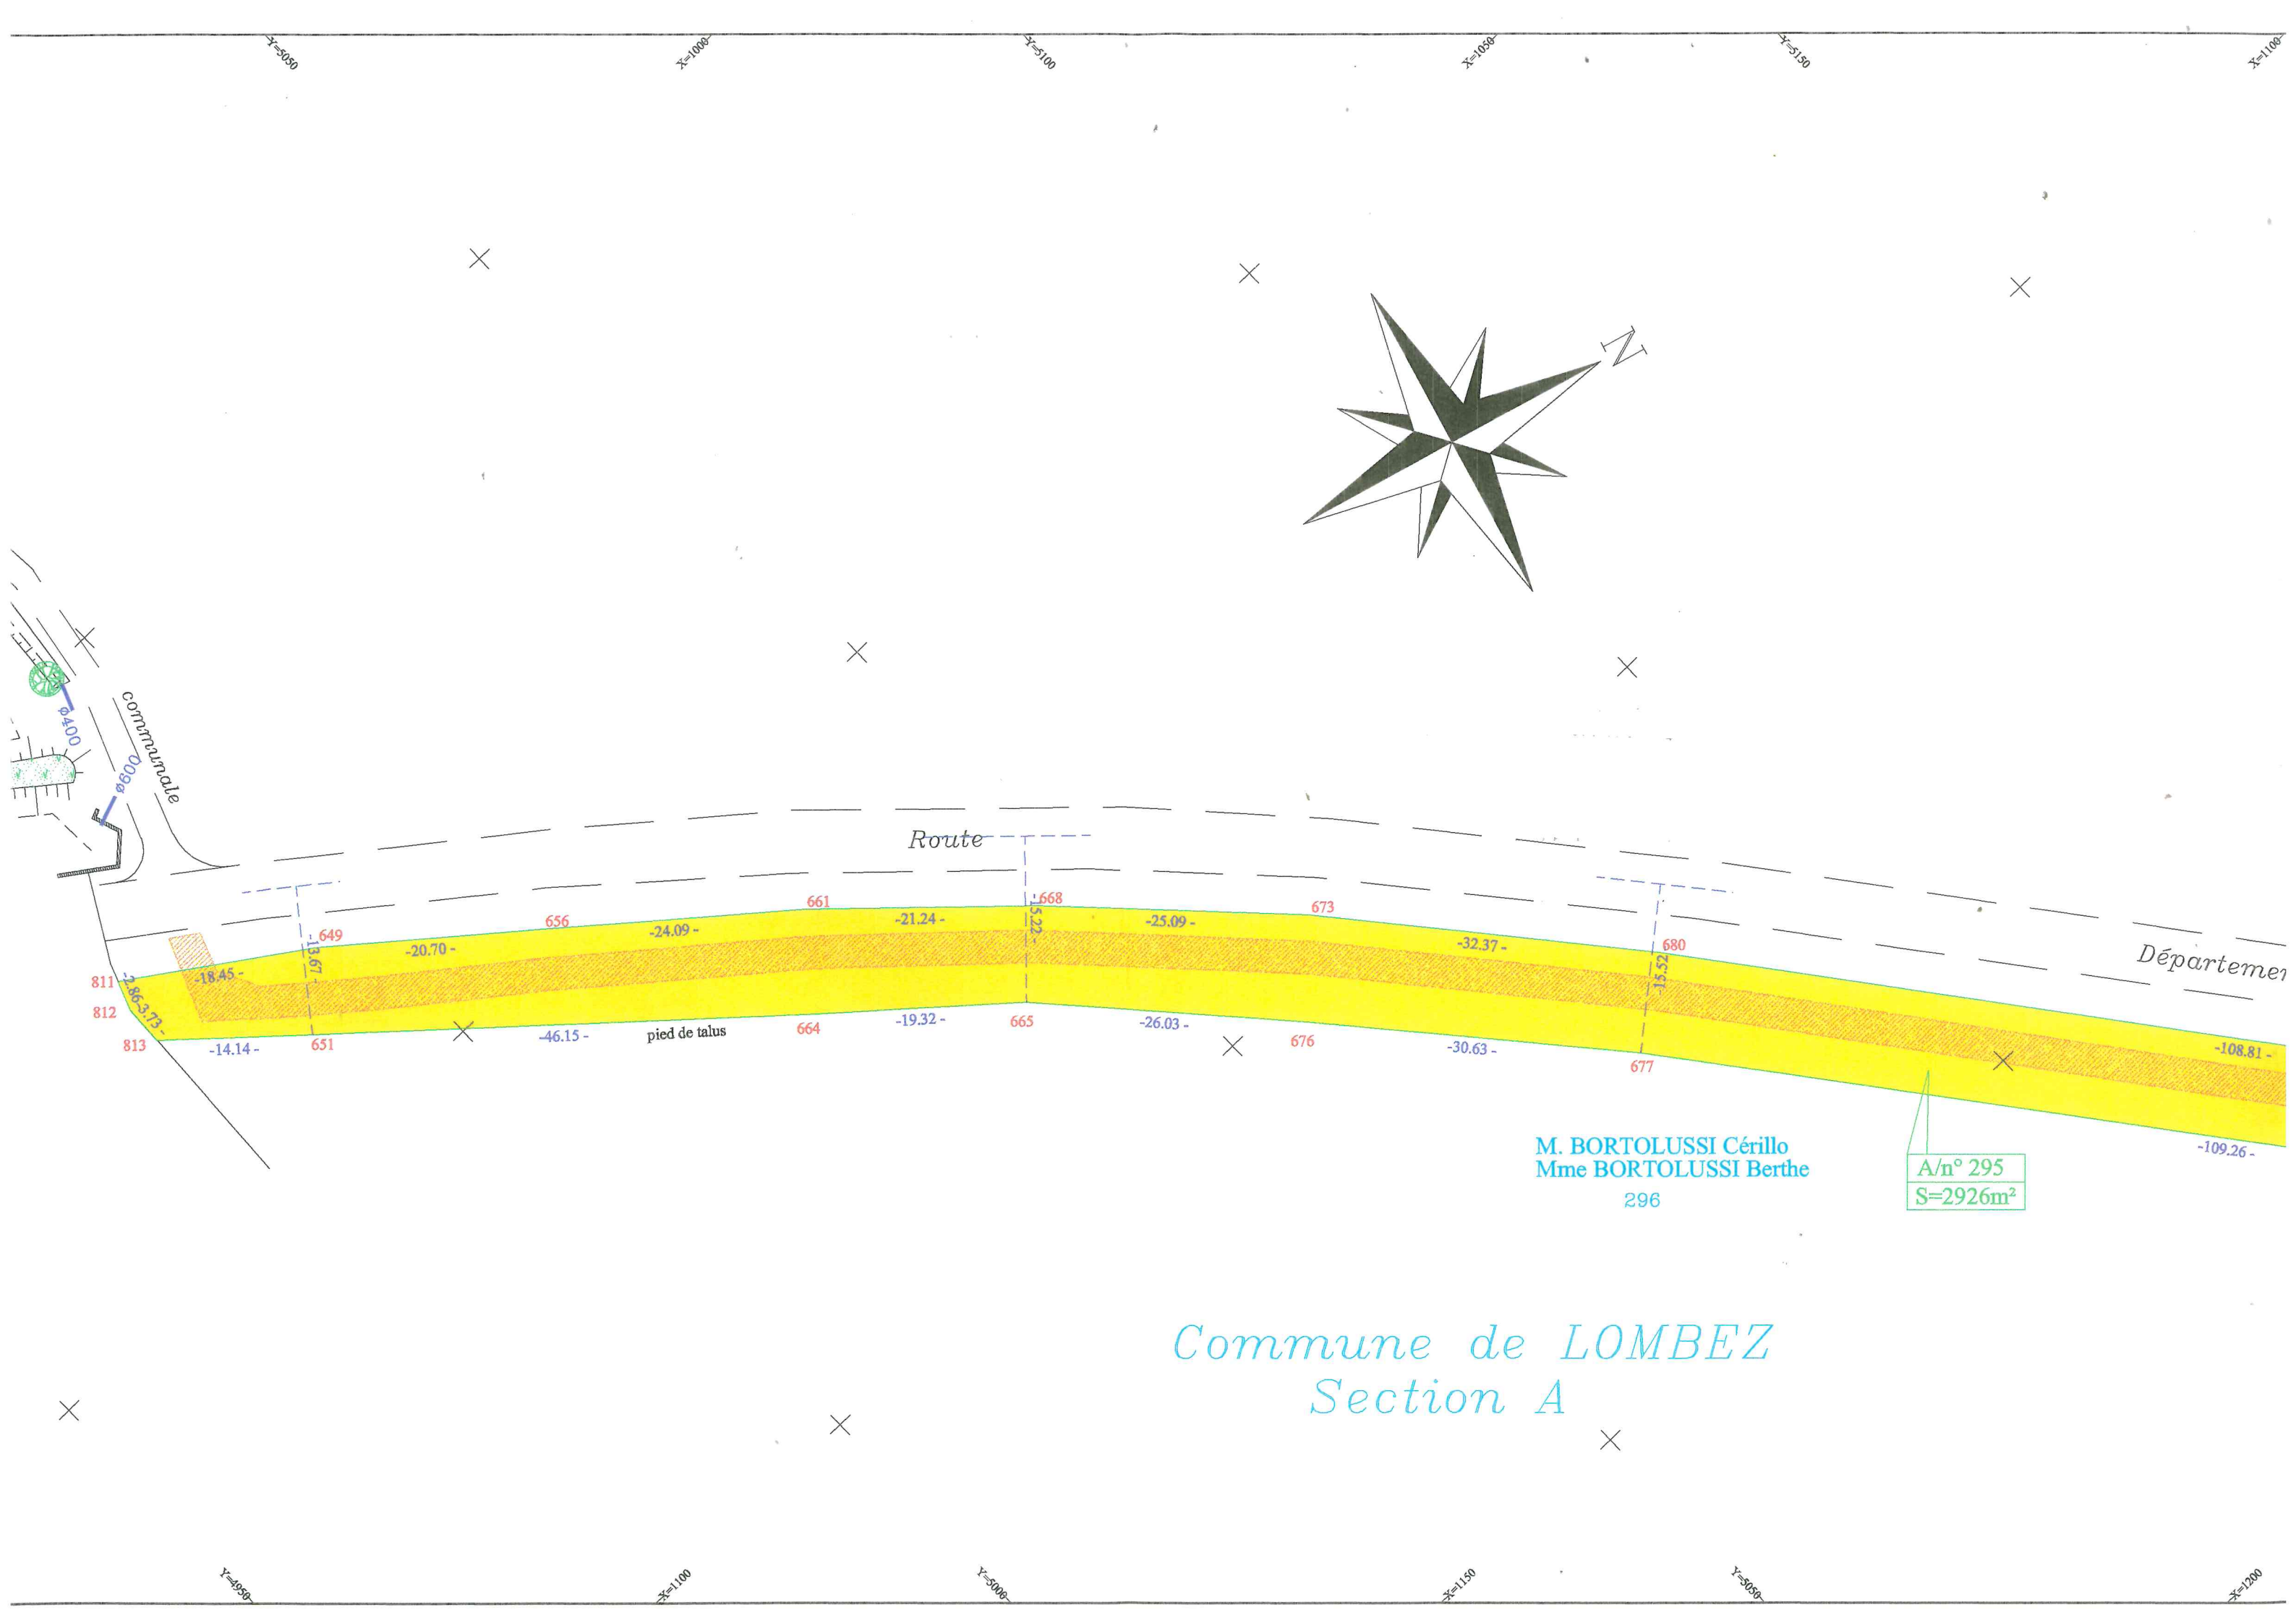 Y=5050
X=1000
Y=5100
X=1050
Y=5150
X=1100
N
communale
ø400
ø600
Route
Départemen
649
656
661
668
673
680
-13.67-
-15.22-
-15.52-
-18.45-
-20.70-
-24.09-
-21.24-
-25.09-
-32.37-
-108.81-
811
812
813
-2.86-
3.73-
-14.14-
651
-46.15-
pied de talus
664
-19.32-
665
-26.03-
676
-30.63-
677
-109.26-
M. BORTOLUSSI Cérillo
Mme BORTOLUSSI Berthe
296
A/n° 295
S=2926m²
Commune de LOMBEZ
Section A
Y=4950
X=1100
Y=5000
X=1150
Y=5050
X=1200